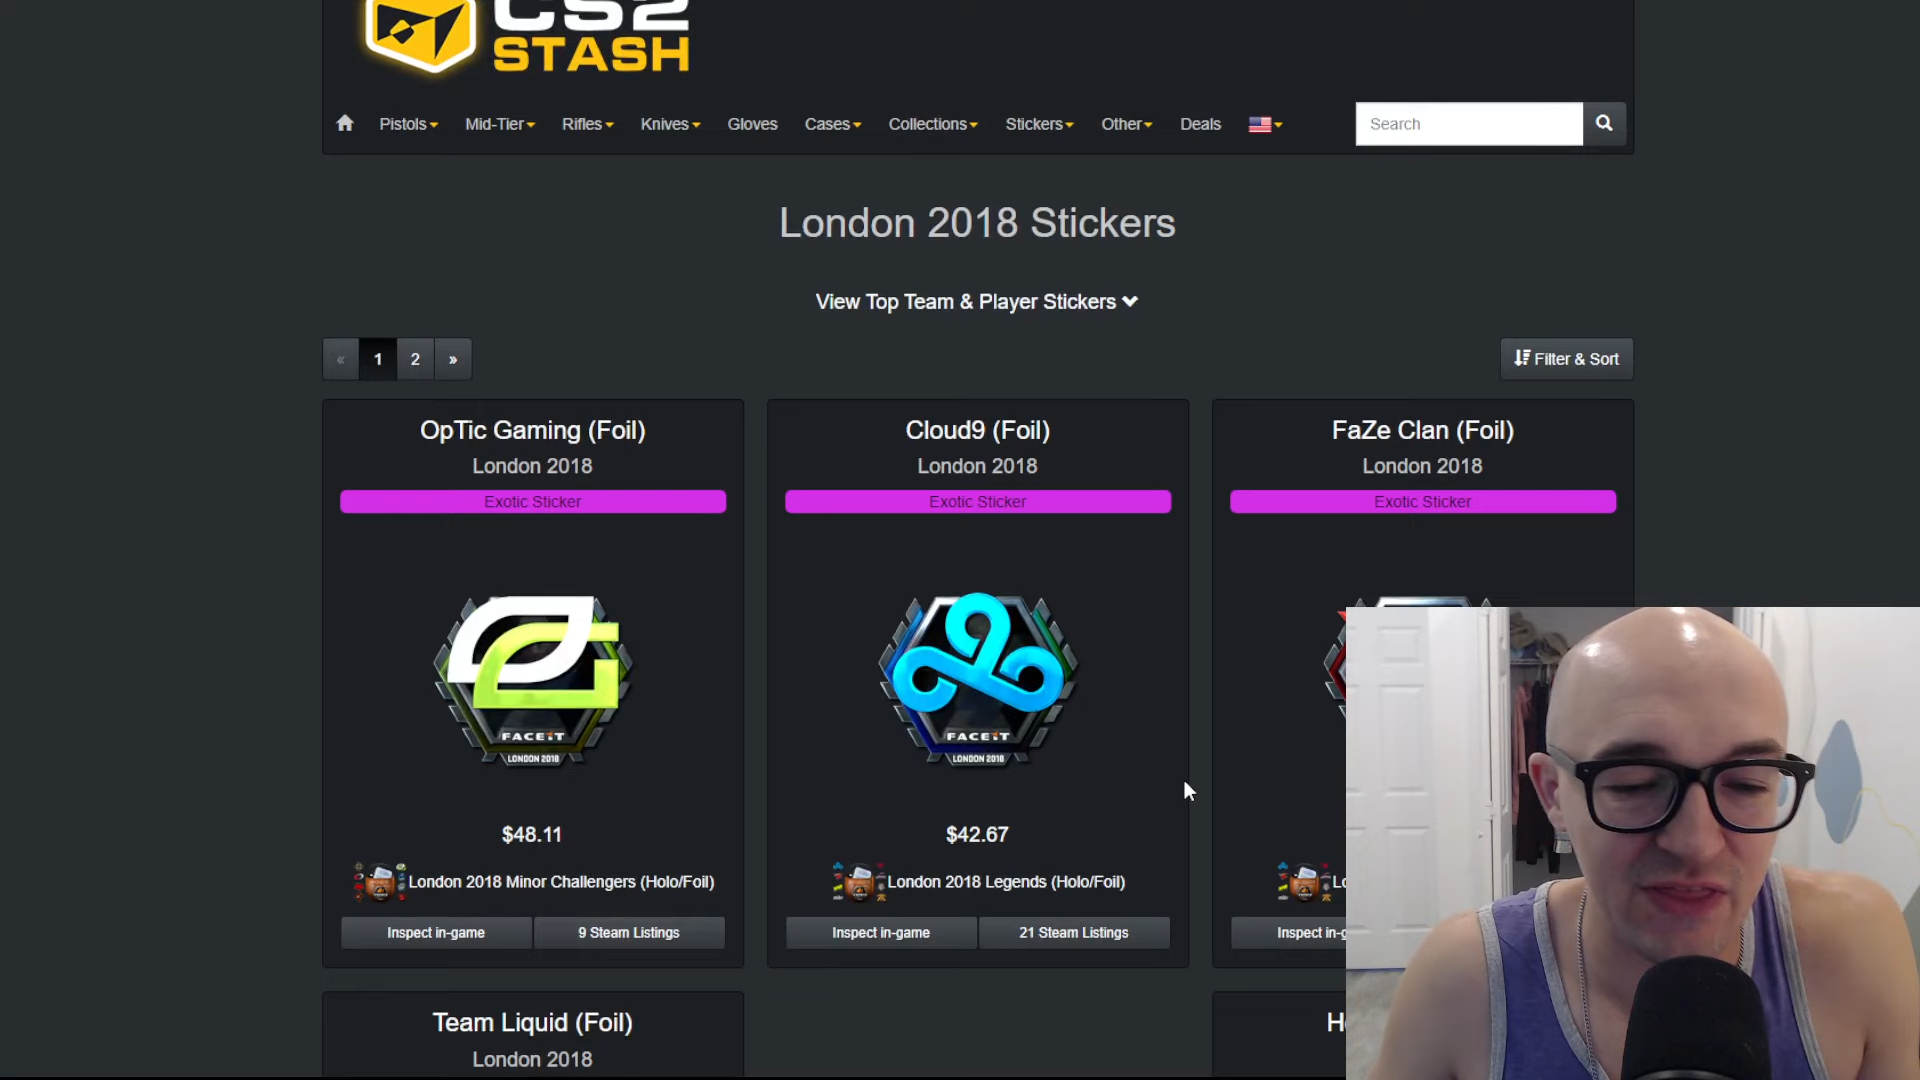 CS2
STASH
Pistols
Mid-Tier
Rifles
Knives
Gloves
Cases
Collections
Stickers
Other
Deals
Search
London 2018 Stickers
View Top Team & Player Stickers
« 1 2 »
Filter & Sort
OpTic Gaming (Foil)
London 2018
Exotic Sticker
FACEIT
LONDON 2018
$48.11
London 2018 Minor Challengers (Holo/Foil)
Inspect in-game
9 Steam Listings
Cloud9 (Foil)
London 2018
Exotic Sticker
FACEIT
LONDON 2018
$42.67
London 2018 Legends (Holo/Foil)
Inspect in-game
21 Steam Listings
FaZe Clan (Foil)
London 2018
Exotic Sticker
Inspect
Team Liquid (Foil)
London 2018